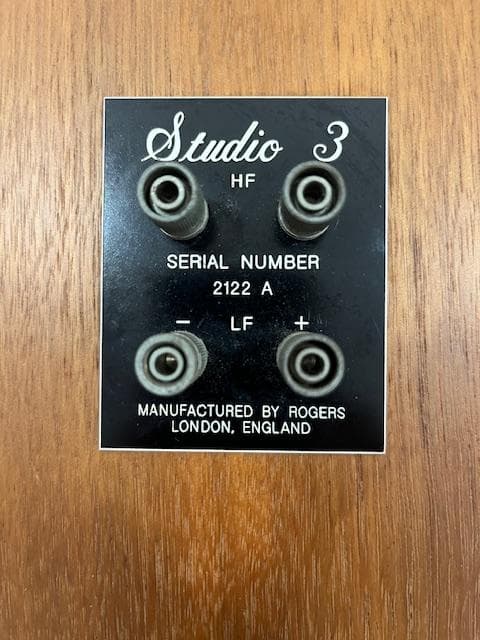 Studio 3
HF
SERIAL NUMBER
2122 A
- LF +
MANUFACTURED BY ROGERS
LONDON, ENGLAND